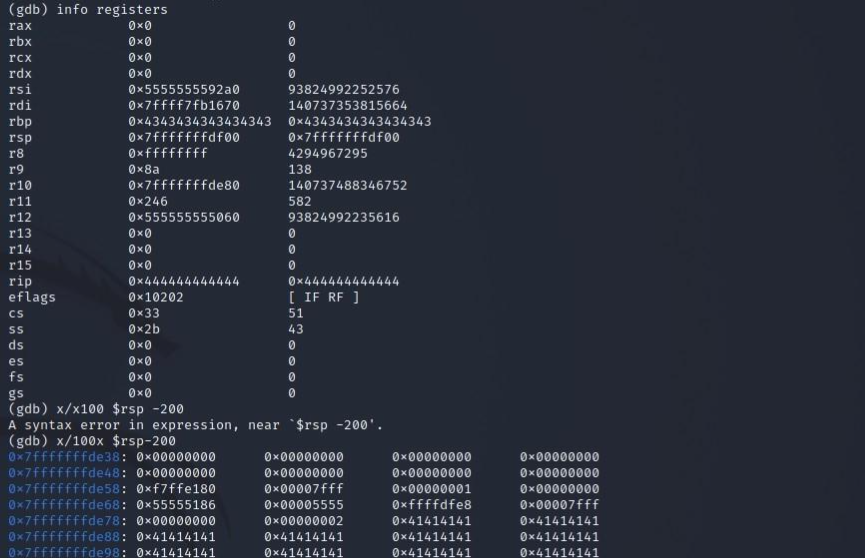 (gdb) info registers
rax 0x0 0
rbx 0x0 0
rcx 0x0 0
rdx 0x0 0
rsi 0x5555555592a0 93824992252576
rdi 0x7ffff7fb1670 140737353815664
rbp 0x4343434343434343 0x4343434343434343
rsp 0x7fffffffdf00 0x7fffffffdf00
r8 0xffffffff 4294967295
r9 0x8a 138
r10 0x7fffffffde80 140737488346752
r11 0x246 582
r12 0x555555555060 93824992235616
r13 0x0 0
r14 0x0 0
r15 0x0 0
rip 0x444444444444 0x444444444444
eflags 0x10202 [ IF RF ]
cs 0x33 51
ss 0x2b 43
ds 0x0 0
es 0x0 0
fs 0x0 0
gs 0x0 0
(gdb) x/x100 $rsp -200
A syntax error in expression, near `$rsp -200'.
(gdb) x/100x $rsp-200
0x7fffffffde38: 0x00000000 0x00000000 0x00000000 0x00000000
0x7fffffffde48: 0x00000000 0x00000000 0x00000000 0x00000000
0x7fffffffde58: 0xf7ffe180 0x00007fff 0x00000001 0x00000000
0x7fffffffde68: 0x55555186 0x00005555 0xffffdfe8 0x00007fff
0x7fffffffde78: 0x00000000 0x00000002 0x41414141 0x41414141
0x7fffffffde88: 0x41414141 0x41414141 0x41414141 0x41414141
0x7fffffffde98: 0x41414141 0x41414141 0x41414141 0x41414141